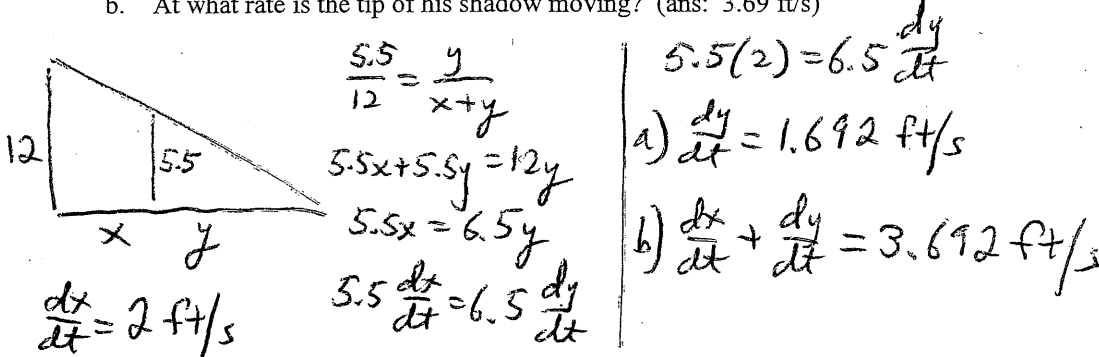 b. At what rate is the tip of his shadow moving? (ans: 3.69 ft/s)
12
5.5
x y
dx/dt = 2 ft/s
5.5/12 = y/(x+y)
5.5x+5.5y = 12y
5.5x = 6.5y
5.5 dx/dt = 6.5 dy/dt
5.5(2) = 6.5 dy/dt
a) dy/dt = 1.692 ft/s
b) dx/dt + dy/dt = 3.692 ft/s